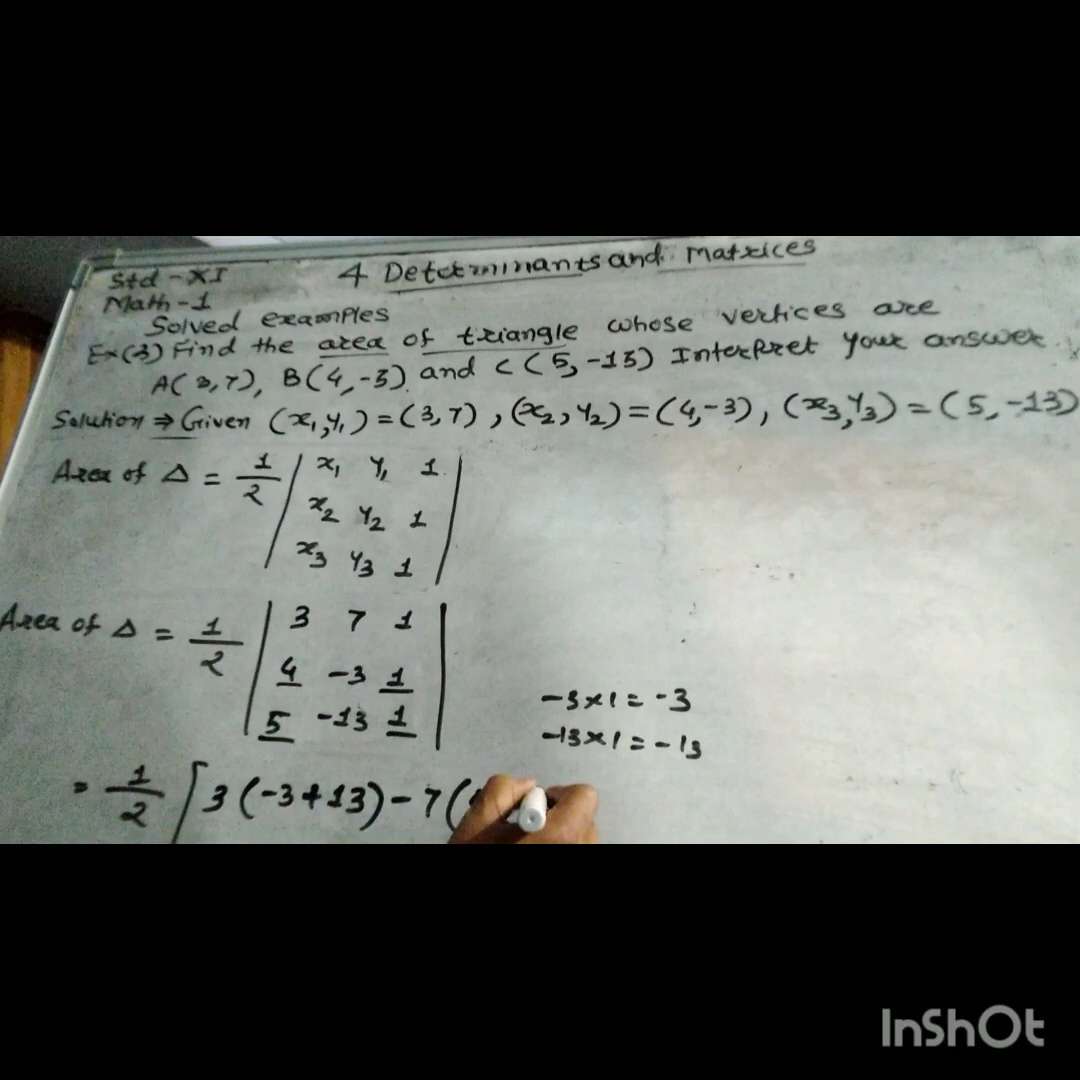 Std - XI 4 Determinants and Matrices
Math - 1
Solved examples
Ex(3) Find the area of triangle whose vertices are
A(3,7), B(4,-3) and C(5,-13) Interpret your answer
Solution ⇒ Given (x₁,y₁) = (3,7), (x₂,y₂) = (4,-3), (x₃,y₃) = (5,-13)
Area of Δ = 1/2 | x₁ y₁ 1 |
x₂ y₂ 1
x₃ y₃ 1
Area of Δ = 1/2 | 3 7 1 |
4 -3 1
5 -13 1
-3×1 = -3
-13×1 = -13
= 1/2 [ 3(-3+13) - 7(
InShOt